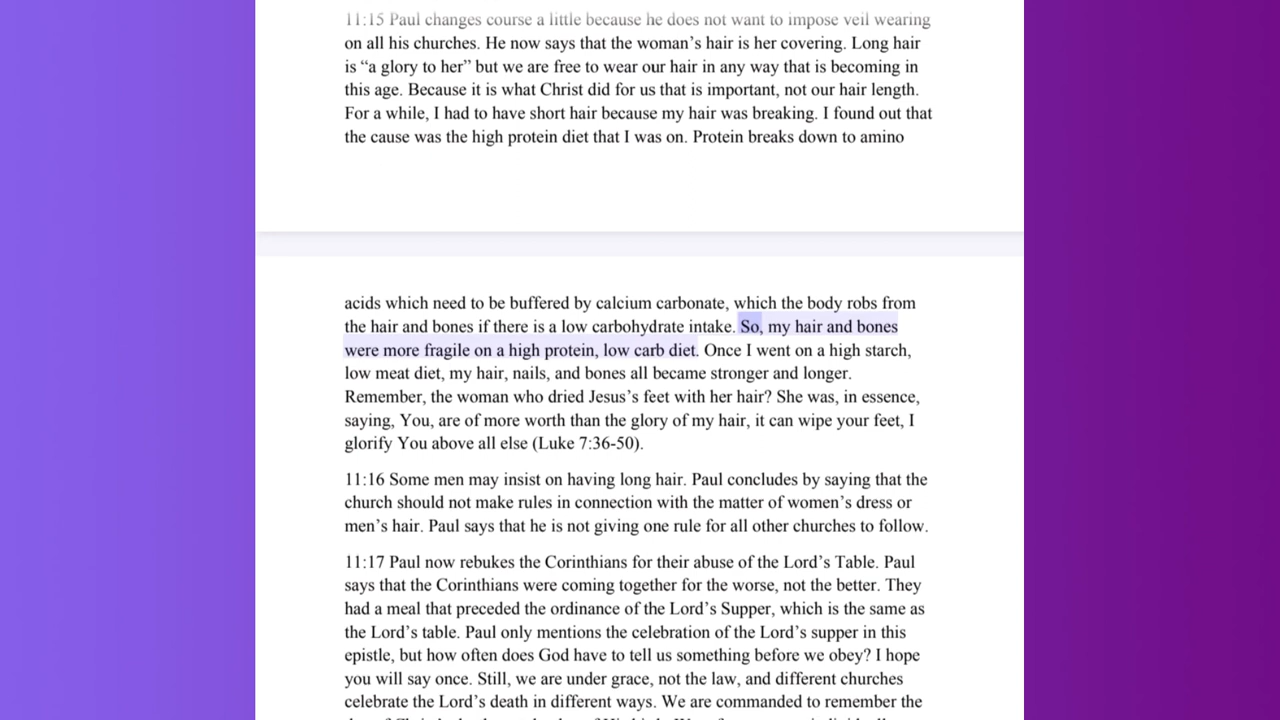 11:15 Paul changes course a little because he does not want to impose veil wearing
on all his churches. He now says that the woman’s hair is her covering. Long hair
is “a glory to her” but we are free to wear our hair in any way that is becoming in
this age. Because it is what Christ did for us that is important, not our hair length.
For a while, I had to have short hair because my hair was breaking. I found out that
the cause was the high protein diet that I was on. Protein breaks down to amino
acids which need to be buffered by calcium carbonate, which the body robs from
the hair and bones if there is a low carbohydrate intake. So, my hair and bones
were more fragile on a high protein, low carb diet. Once I went on a high starch,
low meat diet, my hair, nails, and bones all became stronger and longer.
Remember, the woman who dried Jesus’s feet with her hair? She was, in essence,
saying, You, are of more worth than the glory of my hair, it can wipe your feet, I
glorify You above all else (Luke 7:36-50).
11:16 Some men may insist on having long hair. Paul concludes by saying that the
church should not make rules in connection with the matter of women’s dress or
men’s hair. Paul says that he is not giving one rule for all other churches to follow.
11:17 Paul now rebukes the Corinthians for their abuse of the Lord’s Table. Paul
says that the Corinthians were coming together for the worse, not the better. They
had a meal that preceded the ordinance of the Lord’s Supper, which is the same as
the Lord’s table. Paul only mentions the celebration of the Lord’s supper in this
epistle, but how often does God have to tell us something before we obey? I hope
you will say once. Still, we are under grace, not the law, and different churches
celebrate the Lord’s death in different ways. We are commanded to remember the